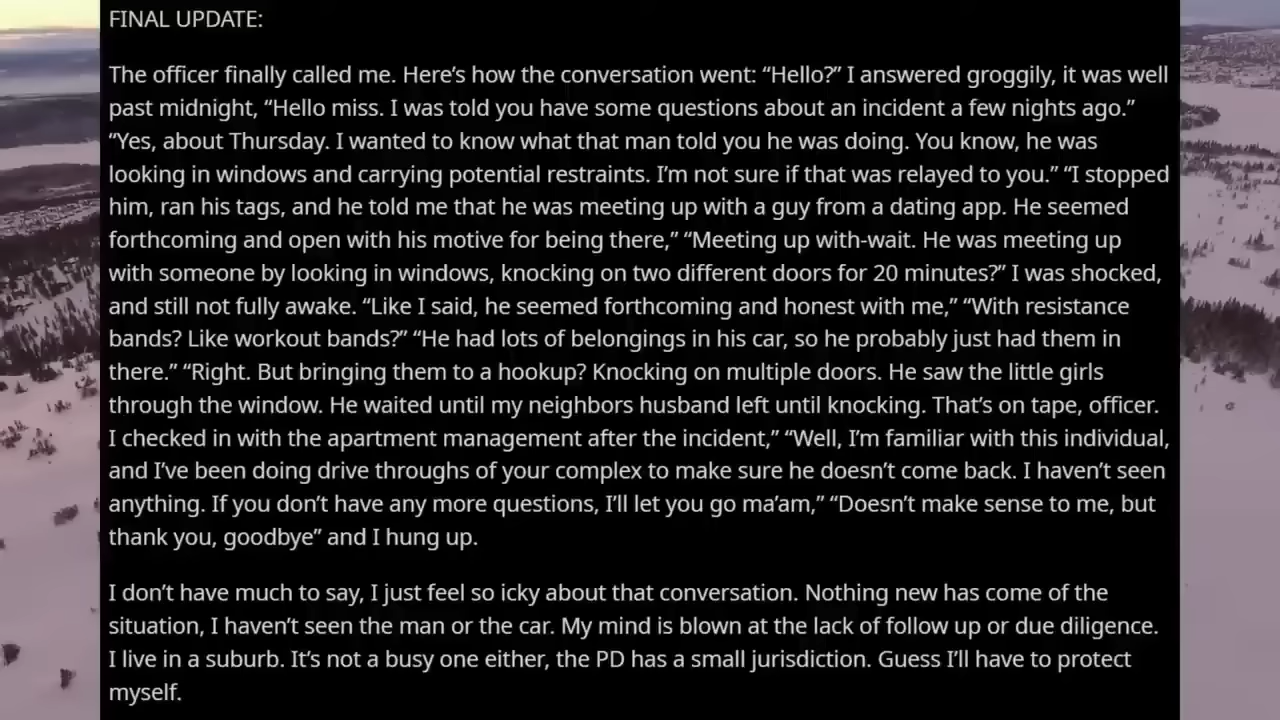 FINAL UPDATE:
The officer finally called me. Here’s how the conversation went: “Hello?” I answered groggily, it was well
past midnight, “Hello miss. I was told you have some questions about an incident a few nights ago.”
“Yes, about Thursday. I wanted to know what that man told you he was doing. You know, he was
looking in windows and carrying potential restraints. I’m not sure if that was relayed to you.” “I stopped
him, ran his tags, and he told me that he was meeting up with a guy from a dating app. He seemed
forthcoming and open with his motive for being there,” “Meeting up with-wait. He was meeting up
with someone by looking in windows, knocking on two different doors for 20 minutes?” I was shocked,
and still not fully awake. “Like I said, he seemed forthcoming and honest with me,” “With resistance
bands? Like workout bands?” “He had lots of belongings in his car, so he probably just had them in
there.” “Right. But bringing them to a hookup? Knocking on multiple doors. He saw the little girls
through the window. He waited until my neighbors husband left until knocking. That’s on tape, officer.
I checked in with the apartment management after the incident,” “Well, I’m familiar with this individual,
and I’ve been doing drive throughs of your complex to make sure he doesn’t come back. I haven’t seen
anything. If you don’t have any more questions, I’ll let you go ma’am,” “Doesn’t make sense to me, but
thank you, goodbye” and I hung up.
I don’t have much to say, I just feel so icky about that conversation. Nothing new has come of the
situation, I haven’t seen the man or the car. My mind is blown at the lack of follow up or due diligence.
I live in a suburb. It’s not a busy one either, the PD has a small jurisdiction. Guess I’ll have to protect
myself.